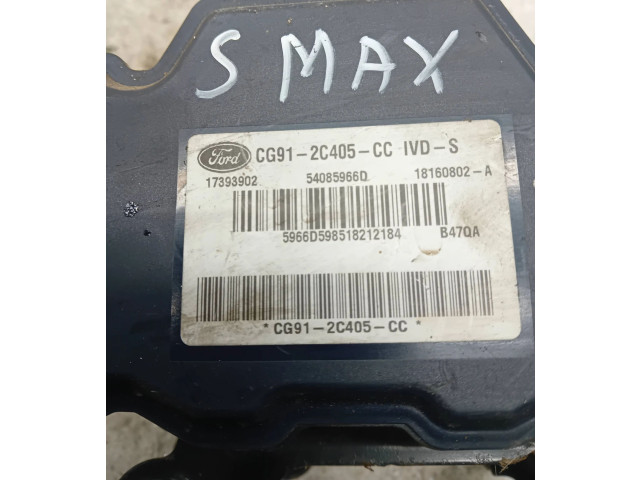 S MAX
Ford CG91-2C405-CC IVD-S
17393902 54085966D 18160802-A
5966D598518212184 B47QA
* CG91-2C405-CC *